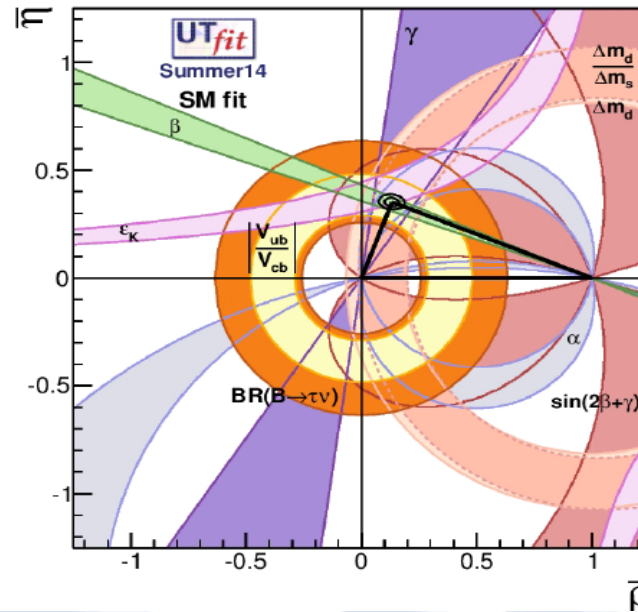 η̅
UTfit
Summer14
SM fit
γ
Δm_d
Δm_s
Δm_d
β
ε_K
|V_ub
V_cb|
α
BR(B→τν)
sin(2β+γ)
1
0.5
0
-0.5
-1
-1
-0.5
0
0.5
1
ρ̅